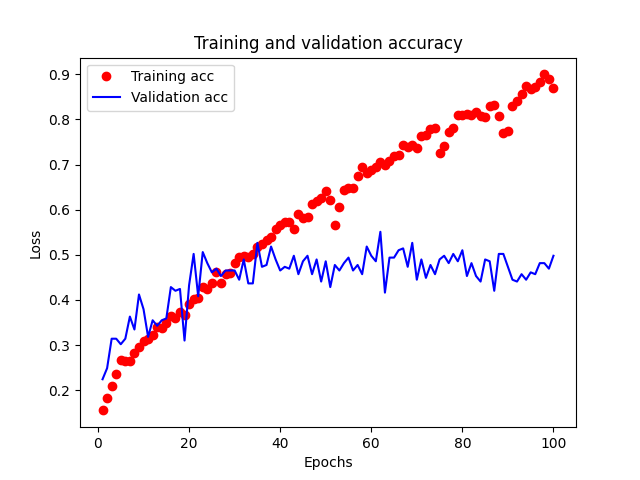 Training and validation accuracy
Training acc
Validation acc
Loss
0.9
0.8
0.7
0.6
0.5
0.4
0.3
0.2
0 20 40 60 80 100
Epochs